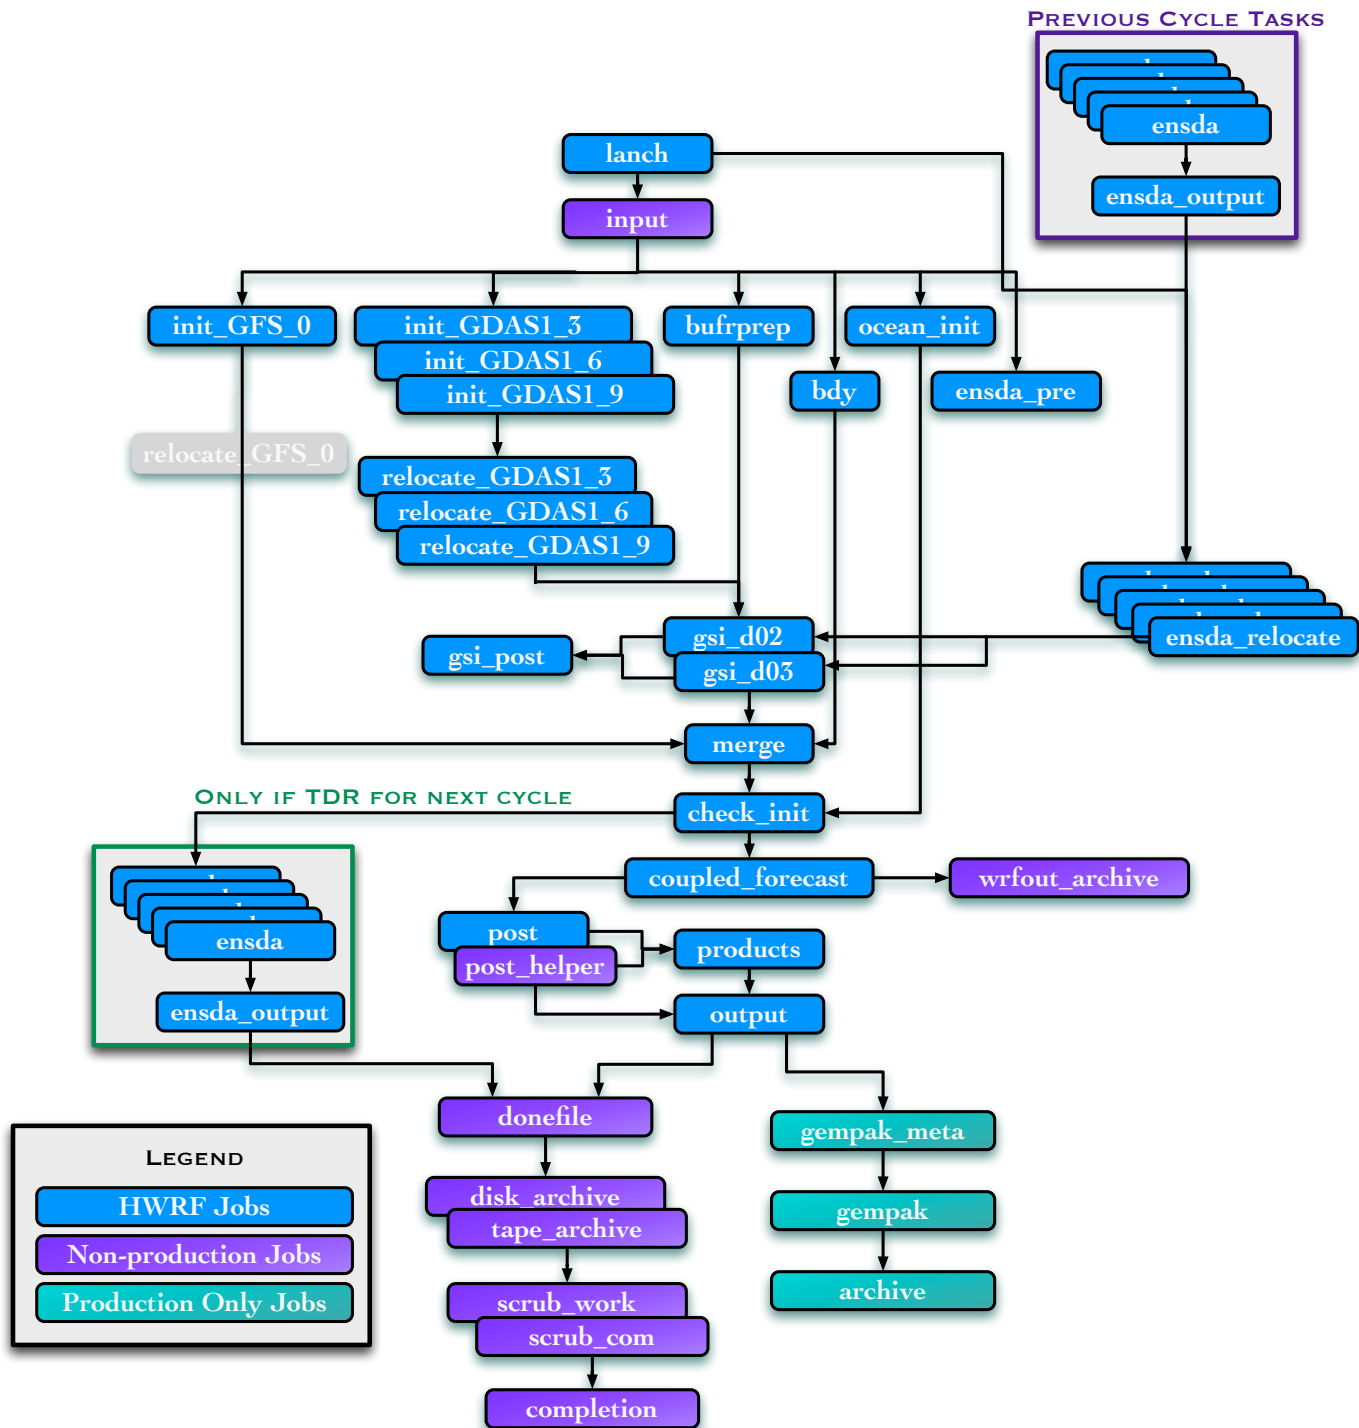 PREVIOUS CYCLE TASKS
ensda
lanch
ensda_output
input
init_GFS_0
init_GDAS1_3
bufrprep
ocean_init
init_GDAS1_6
init_GDAS1_9
bdy
ensda_pre
relocate_GFS_0
relocate_GDAS1_3
relocate_GDAS1_6
relocate_GDAS1_9
gsi_d02
ensda_relocate
gsi_post
gsi_d03
merge
ONLY IF TDR FOR NEXT CYCLE
check_init
coupled_forecast
wrfout_archive
post
ensda
products
post_helper
ensda_output
output
donefile
gempak_meta
LEGEND
disk_archive
HWRF Jobs
gempak
tape_archive
Non-production Jobs
archive
Production Only Jobs
scrub_work
scrub_com
completion